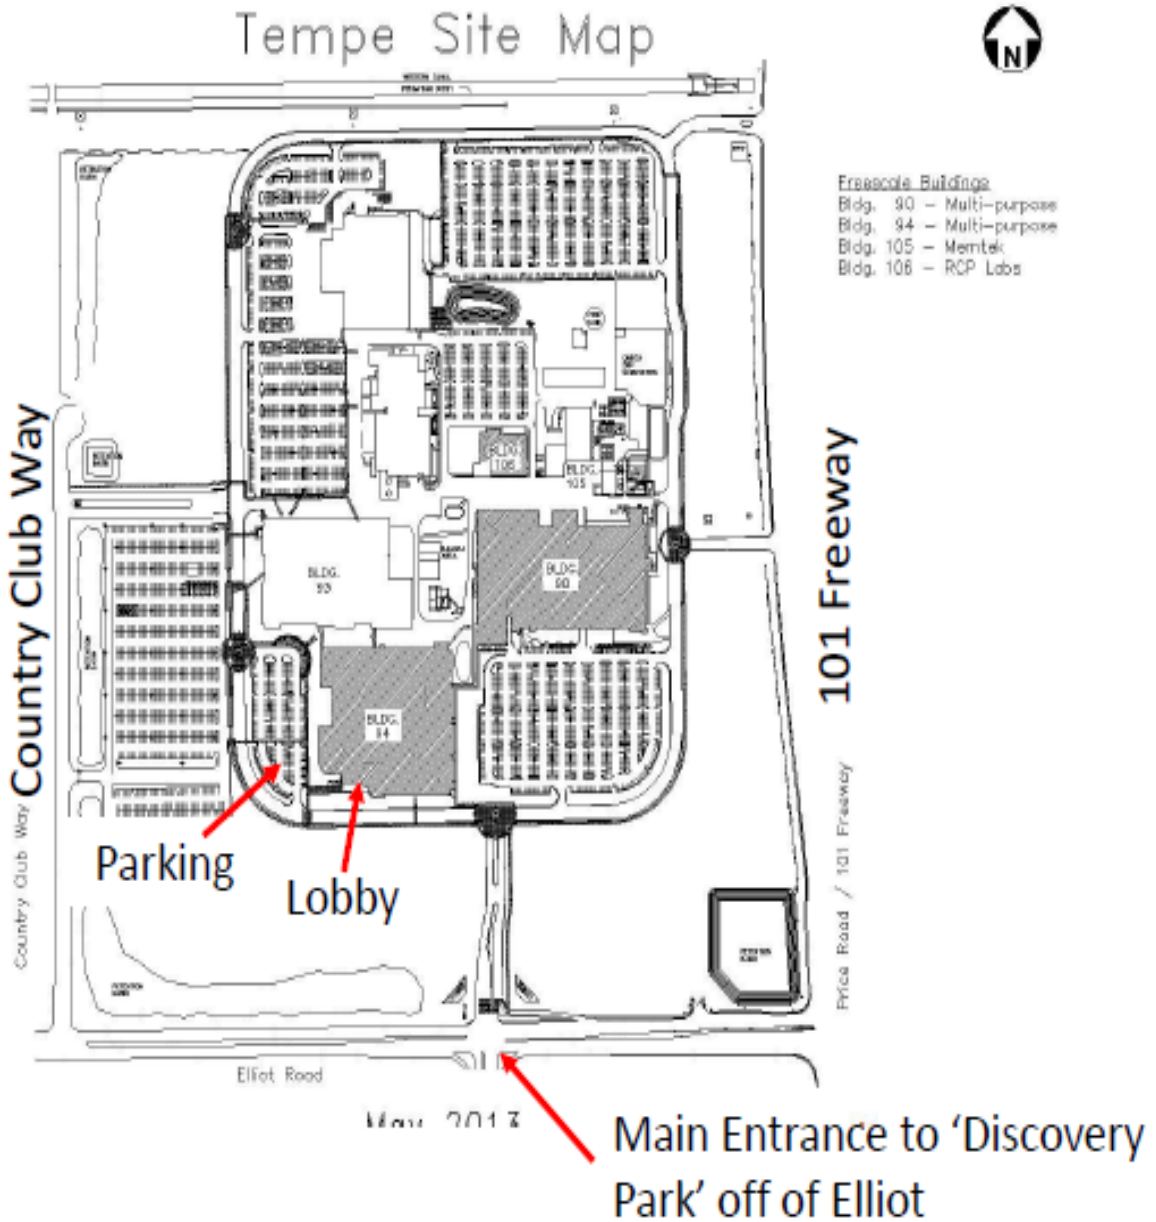 Tempe Site Map
N
Freescale Buildings
Bldg. 90 – Multi-purpose
Bldg. 94 – Multi-purpose
Bldg. 105 – Memtek
Bldg. 106 – RCP Labs
Country Club Way
101 Freeway
BLDG.
106
BLDG.
105
BLDG.
93
BLDG.
90
BLDG.
94
Parking
Lobby
Country Club Way
Price Road / 101 Freeway
Elliot Road
May 2013
Main Entrance to ‘Discovery
Park’ off of Elliot